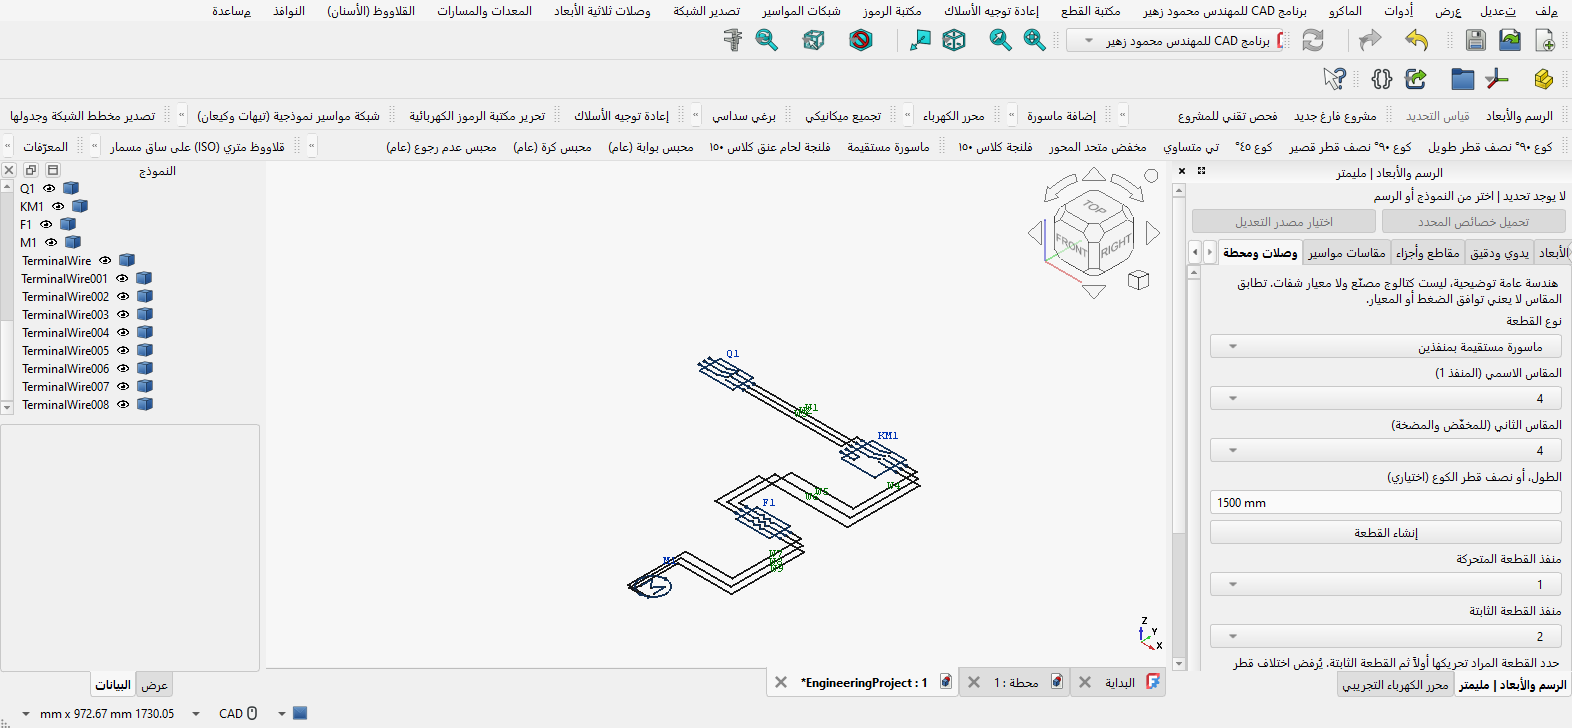 ملف تعديل عرض أدوات الماكرو برنامج CAD للمهندس محمود زهير مكتبة القطع إعادة توجيه الأسلاك مكتبة الرموز شبكات المواسير تصدير الشبكة وصلات ثلاثية الأبعاد المعدات والمسارات القلاووظ (الأسنان) النوافذ مساعدة
برنامج CAD للمهندس محمود زهير
الرسم والأبعاد قياس التحديد مشروع فارغ جديد فحص تقني للمشروع إضافة ماسورة محرر الكهرباء تجميع ميكانيكي برغي سداسي إعادة توجيه الأسلاك تحرير مكتبة الرموز الكهربائية شبكة مواسير نموذجية (تيهات وكيعان) تصدير مخطط الشبكة وجدولها
كوع ٩٠° نصف قطر طويل كوع ٩٠° نصف قطر قصير كوع ٤٥° تي متساوي مخفض متحد المحور فلنجة كلاس ١٥٠ ماسورة مستقيمة فلنجة لحام عنق كلاس ١٥٠ محبس بوابة (عام) محبس كرة (عام) محبس عدم رجوع (عام) قلاووظ متري (ISO) على ساق مسمار المعرّفات
النموذج
Q1
KM1
F1
M1
TerminalWire
TerminalWire001
TerminalWire002
TerminalWire003
TerminalWire004
TerminalWire005
TerminalWire006
TerminalWire007
TerminalWire008
عرض البيانات
TOP
FRONT RIGHT
Q1
W1
KM1
W4
W5
F1
W7
W9
Z
Y
X
الرسم والأبعاد | مليمتر
لا يوجد تحديد | اختر من النموذج أو الرسم
تحميل خصائص المحدد اختيار مصدر التعديل
الأبعاد يدوي ودقيق مقاطع وأجزاء مقاسات مواسير وصلات ومحطة
هندسة عامة توضيحية، ليست كتالوج مصنّع ولا معيار شفات. تطابق
المقاس لا يعني توافق الضغط أو المعيار.
نوع القطعة
ماسورة مستقيمة بمنفذين
المقاس الاسمي (المنفذ 1)
4
المقاس الثاني (للمخفّض والمضخة)
4
الطول، أو نصف قطر الكوع (اختياري)
1500 mm
إنشاء القطعة
منفذ القطعة المتحركة
1
منفذ القطعة الثابتة
2
حدد القطعة المراد تحريكها أولاً ثم القطعة الثابتة. يُرفض اختلاف قطر
الرسم والأبعاد | مليمتر محرر الكهرباء التجريبي
البداية محطة : 1 EngineeringProject : 1*
mm x 972.67 mm 1730.05 CAD